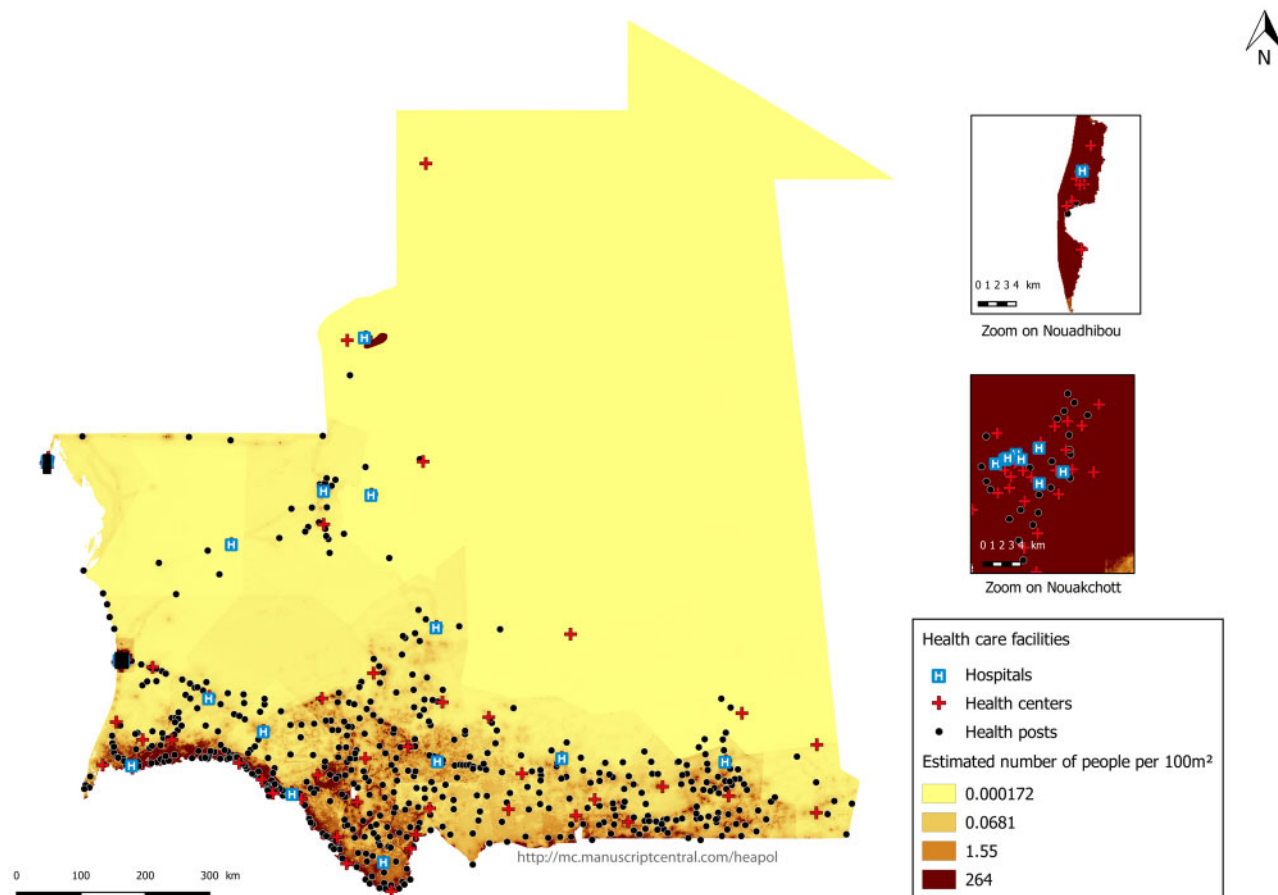 N
0 1 2 3 4 km
Zoom on Nouadhibou
0 1 2 3 4 km
Zoom on Nouakchott
Health care facilities
H Hospitals
Health centers
Health posts
Estimated number of people per 100m²
0.000172
0.0681
1.55
264
http://mc.manuscriptcentral.com/heapol
0 100 200 300 km